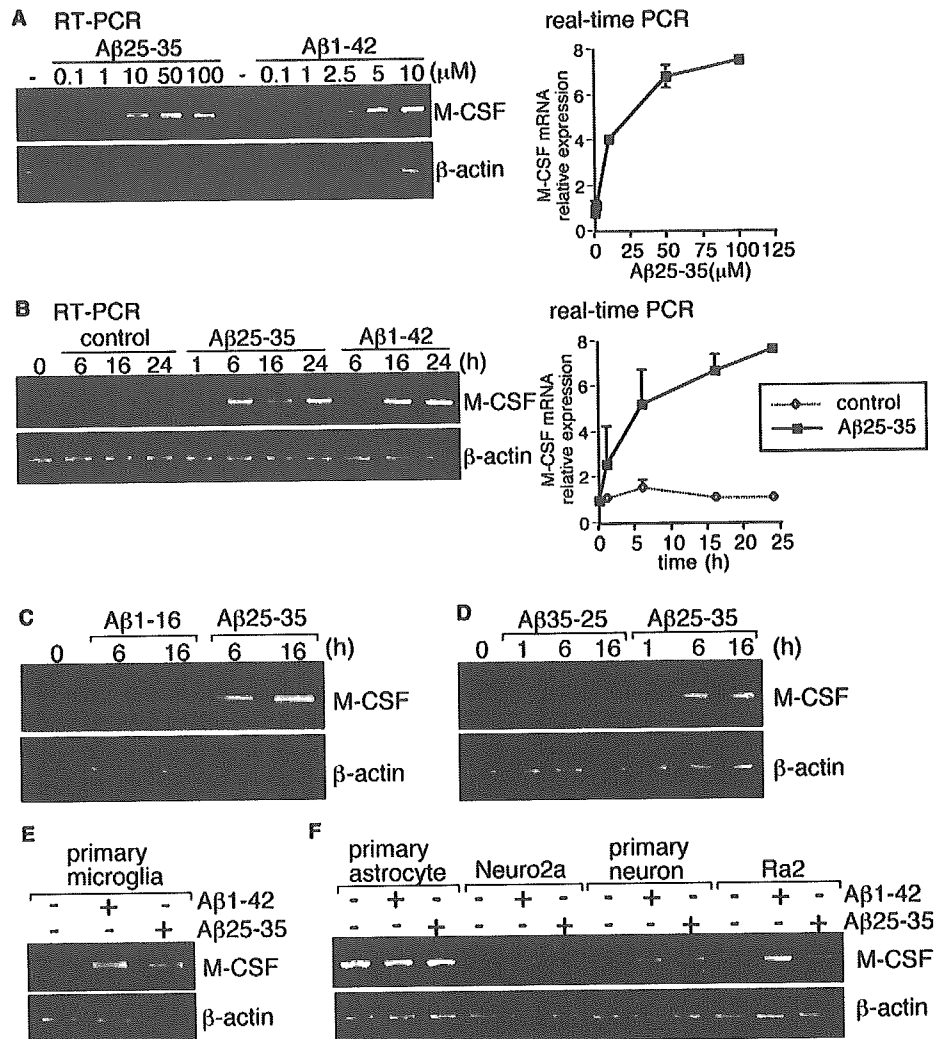 A RT-PCR
Aβ25-35 Aβ1-42
- 0.1 1 10 50 100 - 0.1 1 2.5 5 10 (μM)
M-CSF
β-actin
real-time PCR
8
6
4
2
0
M-CSF mRNA
relative expression
0 25 50 75 100 125
Aβ25-35(μM)
B RT-PCR
control Aβ25-35 Aβ1-42
0 6 16 24 1 6 16 24 6 16 24 (h)
M-CSF
β-actin
real-time PCR
8
6
4
2
0
M-CSF mRNA
relative expression
0 5 10 15 20 25
time (h)
control
Aβ25-35
C
Aβ1-16 Aβ25-35
0 6 16 6 16 (h)
M-CSF
β-actin
D
Aβ35-25 Aβ25-35
0 1 6 16 1 6 16 (h)
M-CSF
β-actin
E
primary
microglia
- + - Aβ1-42
- - + Aβ25-35
M-CSF
β-actin
F
primary
astrocyte Neuro2a primary
neuron Ra2
- + - - + - - + - - + - Aβ1-42
- - + - - + - - + - - + Aβ25-35
M-CSF
β-actin